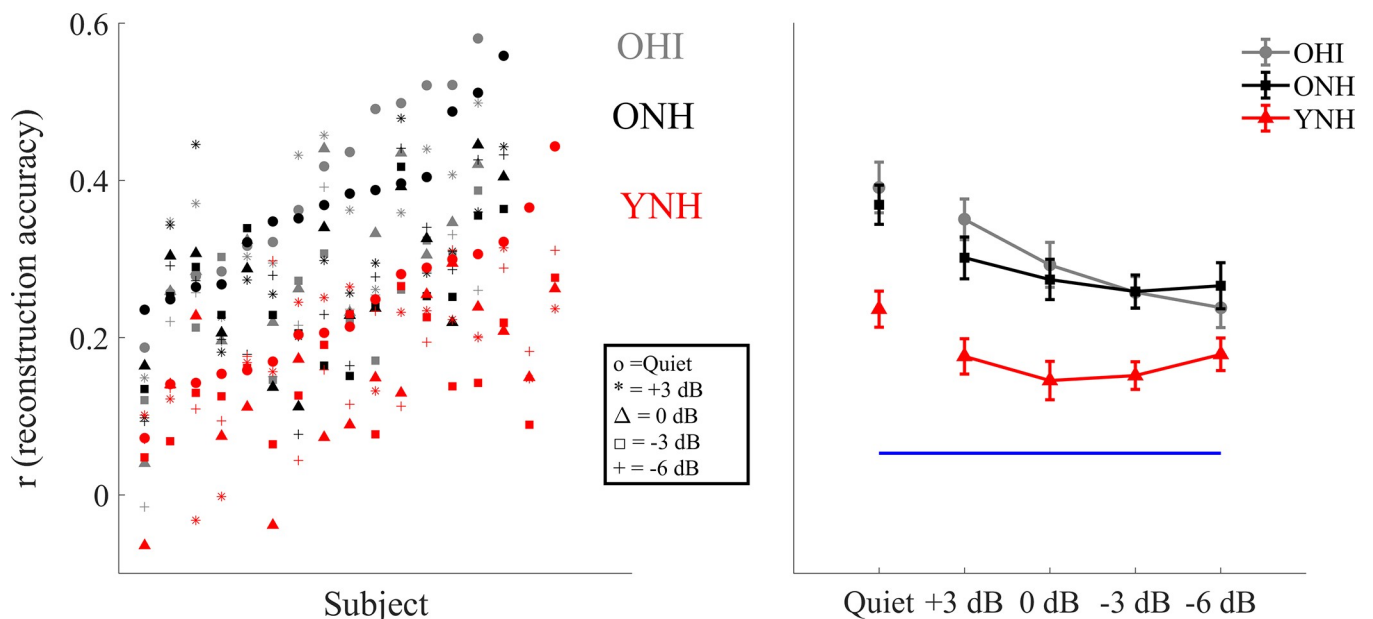 r (reconstruction accuracy)
0.6
0.4
0.2
0
Subject
OHI
ONH
YNH
o =Quiet
* = +3 dB
Δ = 0 dB
□ = -3 dB
+ = -6 dB
OHI
ONH
YNH
Quiet +3 dB 0 dB -3 dB -6 dB